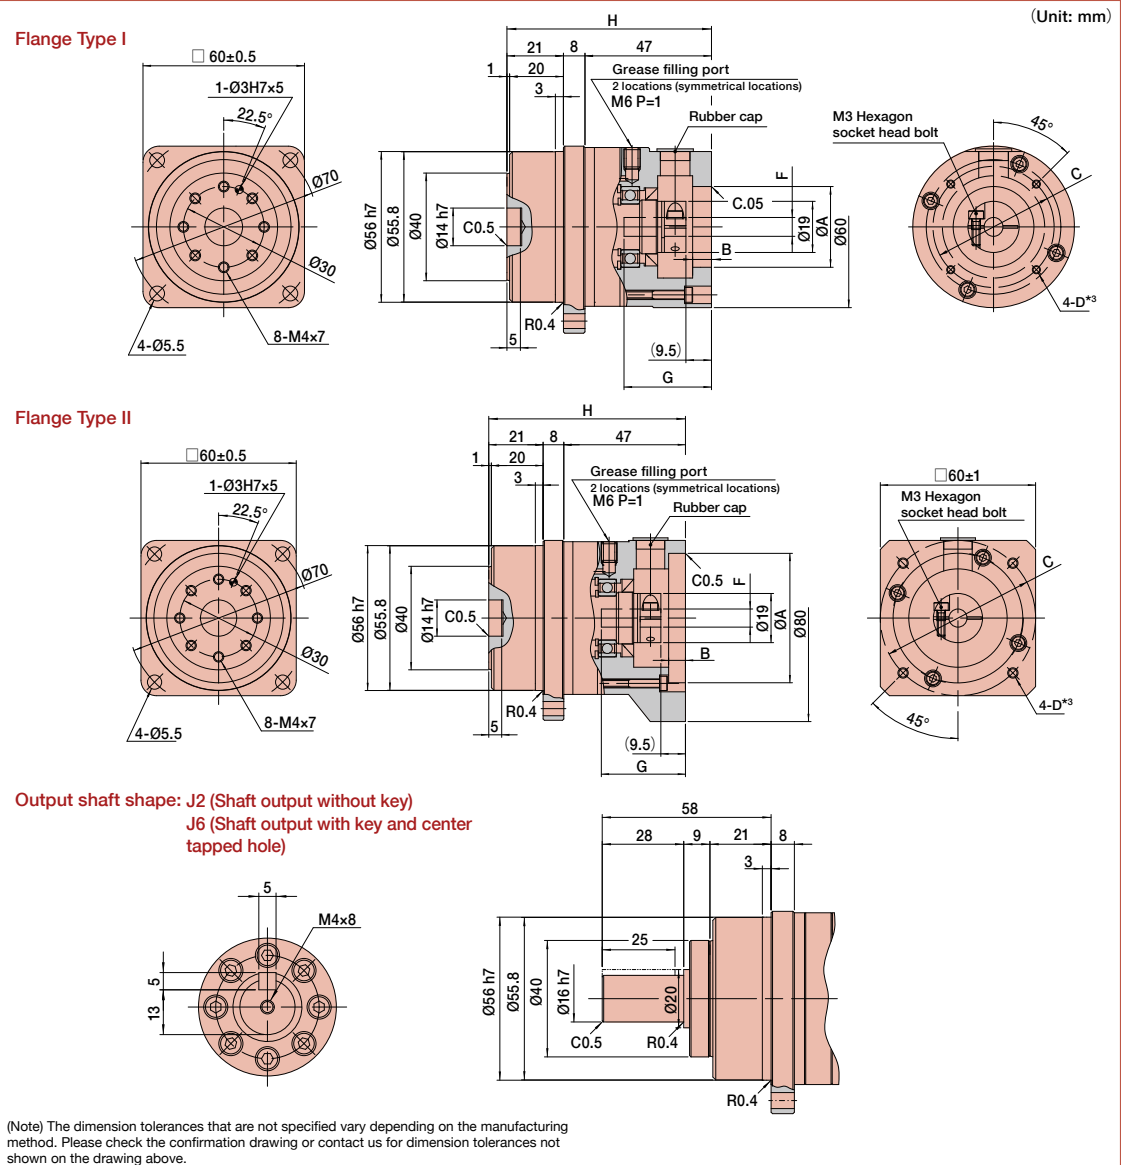 (Unit: mm)
Flange Type I
□ 60±0.5
1-Ø3H7×5
22.5°
Ø70
Ø30
4-Ø5.5
8-M4×7
H
21
8
47
1
20
3
Grease filling port
2 locations (symmetrical locations)
M6 P=1
Rubber cap
Ø56 h7
Ø55.8
Ø40
Ø14 h7
C0.5
R0.4
5
F
C.05
Ø19
ØA
Ø60
B
(9.5)
G
M3 Hexagon
socket head bolt
45°
C
4-D*3
Flange Type II
□60±0.5
1-Ø3H7×5
22.5°
Ø70
Ø30
4-Ø5.5
8-M4×7
H
21
8
47
1
20
3
Grease filling port
2 locations (symmetrical locations)
M6 P=1
Rubber cap
Ø56 h7
Ø55.8
Ø40
Ø14 h7
C0.5
R0.4
5
C0.5
F
Ø19
ØA
Ø80
B
(9.5)
G
□60±1
M3 Hexagon
socket head bolt
C
45°
4-D*3
Output shaft shape: J2 (Shaft output without key)
J6 (Shaft output with key and center
tapped hole)
5
M4×8
5
13
58
28
9
21
8
3
25
Ø56 h7
Ø55.8
Ø40
Ø16 h7
Ø20
C0.5
R0.4
R0.4
(Note) The dimension tolerances that are not specified vary depending on the manufacturing
method. Please check the confirmation drawing or contact us for dimension tolerances not
shown on the drawing above.